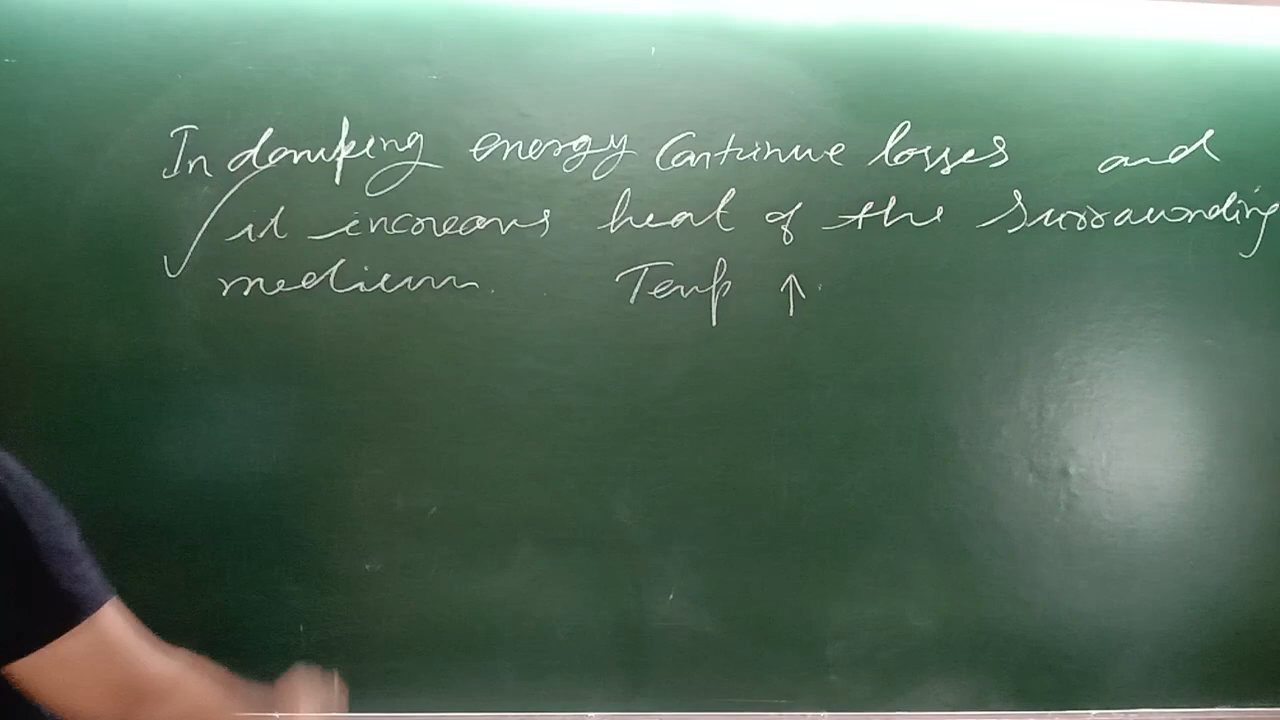 In damping energy Continue losses and
it increases heat of the surrounding
medium. Temp ↑